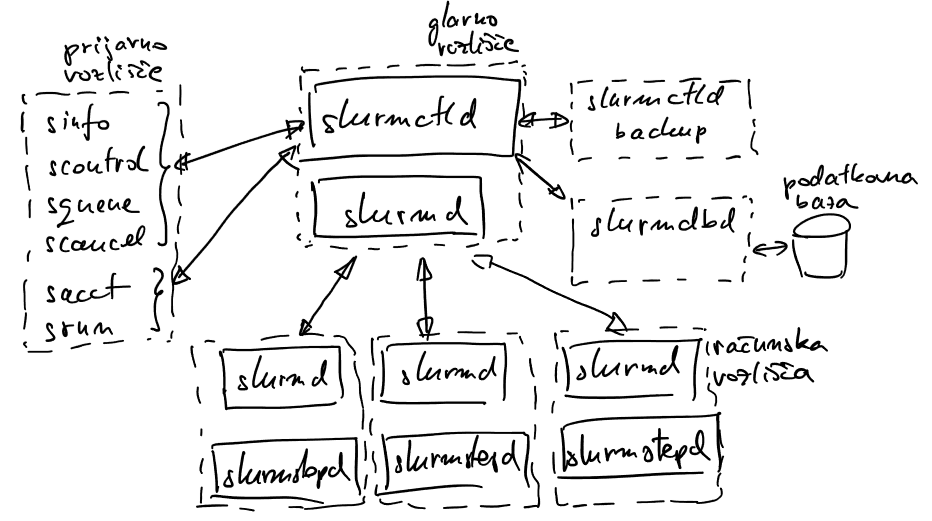 glavno
vozlišče
prijavno
vozlišče
sinfo
scontrol
squeue
scancel
sacct
srun
slurmctld
slurmd
slurmctld
backup
slurmdbd
podatkovna
baza
slurmd
slurmd
slurmd
računska
vozlišča
slurmstepd
slurmstepd
slurmstepd